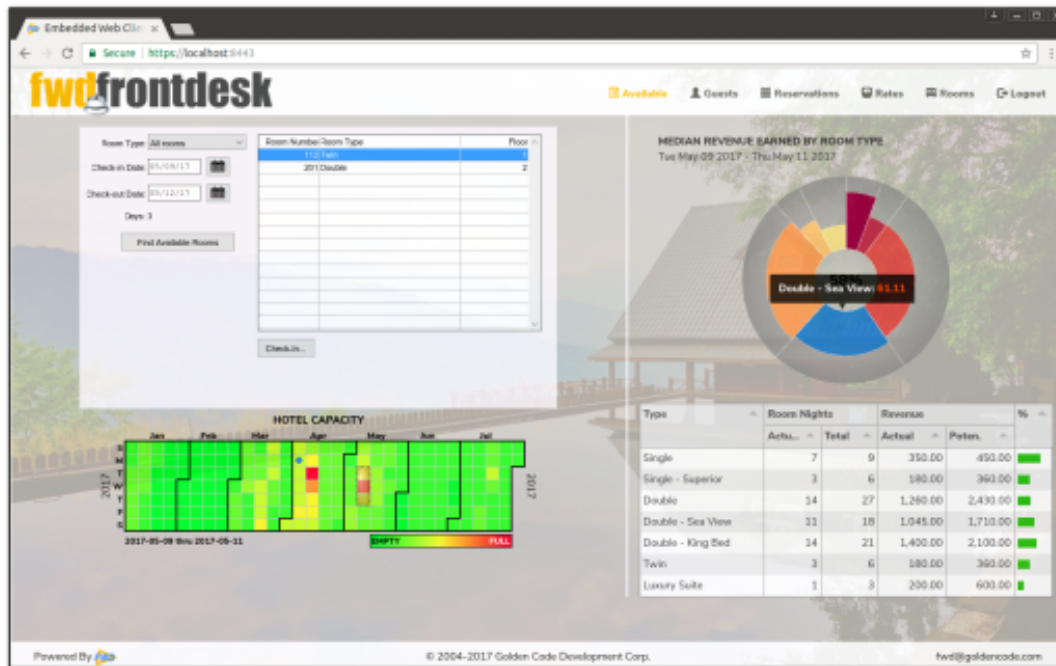 Embedded Web Clie
Secure https://localhost:8443
fwdfrontdesk
Available Guests Reservations Rates Rooms Logout
Room Type: All rooms
Check-in Date: 05/09/17
Check-out Date: 05/12/17
Days: 3
Find Available Rooms
Room Number Room Type Floor
112 Twin 1
201 Double 2
Check-In...
MEDIAN REVENUE EARNED BY ROOM TYPE
Tue May 09 2017 - Thu May 11 2017
58%
Double - Sea View: 61.11
HOTEL CAPACITY
Jan Feb Mar Apr May Jun Jul
S
M
T
W
T
F
S
2017
2017
2017-05-09 thru 2017-05-11
EMPTY FULL
Type Room Nights Revenue %
Actu... Total Actual Poten.
Single 7 9 350.00 450.00
Single - Superior 3 6 180.00 360.00
Double 14 27 1,260.00 2,430.00
Double - Sea View 11 18 1,045.00 1,710.00
Double - King Bed 14 21 1,400.00 2,100.00
Twin 3 6 180.00 360.00
Luxury Suite 1 3 200.00 600.00
Powered By
© 2004-2017 Golden Code Development Corp.
fwd@goldencode.com